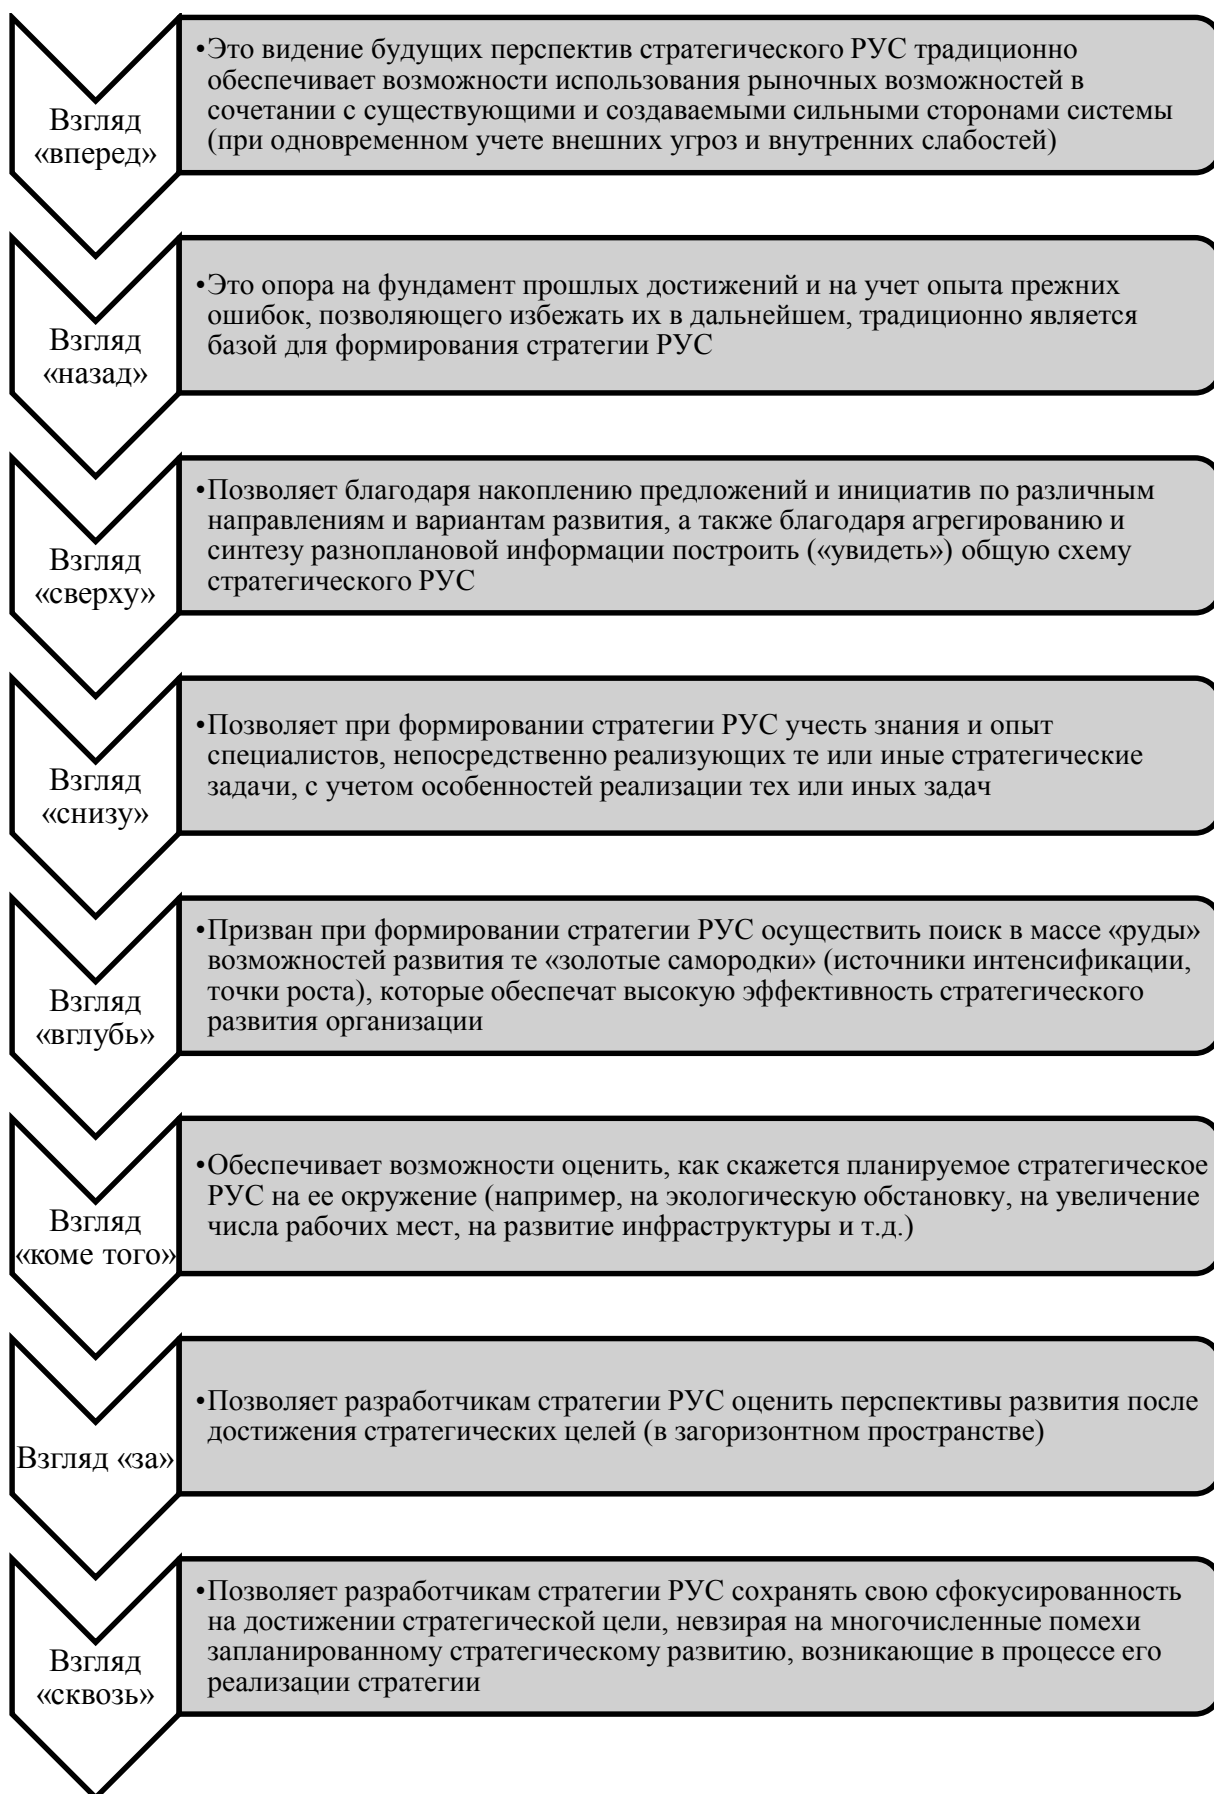 Взгляд
«вперед»
•Это видение будущих перспектив стратегического РУС традиционно
обеспечивает возможности использования рыночных возможностей в
сочетании с существующими и создаваемыми сильными сторонами системы
(при одновременном учете внешних угроз и внутренних слабостей)
Взгляд
«назад»
•Это опора на фундамент прошлых достижений и на учет опыта прежних
ошибок, позволяющего избежать их в дальнейшем, традиционно является
базой для формирования стратегии РУС
Взгляд
«сверху»
•Позволяет благодаря накоплению предложений и инициатив по различным
направлениям и вариантам развития, а также благодаря агрегированию и
синтезу разноплановой информации построить («увидеть») общую схему
стратегического РУС
Взгляд
«снизу»
•Позволяет при формировании стратегии РУС учесть знания и опыт
специалистов, непосредственно реализующих те или иные стратегические
задачи, с учетом особенностей реализации тех или иных задач
Взгляд
«вглубь»
•Призван при формировании стратегии РУС осуществить поиск в массе «руды»
возможностей развития те «золотые самородки» (источники интенсификации,
точки роста), которые обеспечат высокую эффективность стратегического
развития организации
Взгляд
«коме того»
•Обеспечивает возможности оценить, как скажется планируемое стратегическое
РУС на ее окружение (например, на экологическую обстановку, на увеличение
числа рабочих мест, на развитие инфраструктуры и т.д.)
Взгляд «за»
•Позволяет разработчикам стратегии РУС оценить перспективы развития после
достижения стратегических целей (в загоризонтном пространстве)
Взгляд
«сквозь»
•Позволяет разработчикам стратегии РУС сохранять свою сфокусированность
на достижении стратегической цели, невзирая на многочисленные помехи
запланированному стратегическому развитию, возникающие в процессе его
реализации стратегии